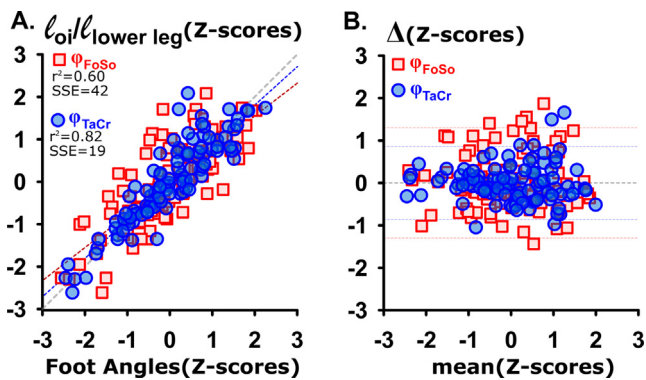 A. ℓoi/ℓlower leg(Z-scores)
3
φFoSo
r²=0.60
SSE=42
2
φTaCr
r²=0.82
SSE=19
1
0
-1
-2
-3
-3 -2 -1 0 1 2 3
Foot Angles(Z-scores)
B. Δ(Z-scores)
3
φFoSo
2
φTaCr
1
0
-1
-2
-3
-3 -2 -1 0 1 2 3
mean(Z-scores)